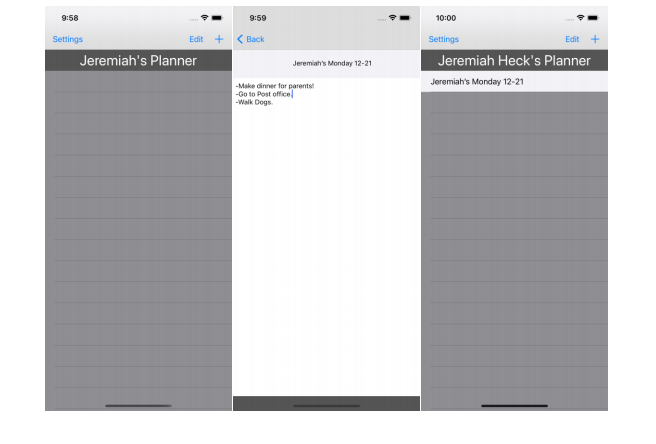 9:58
Settings
Edit +
Jeremiah's Planner
9:59
Back
Jeremiah's Monday 12-21
-Make dinner for parents!
-Go to Post office.
-Walk Dogs.
10:00
Settings
Edit +
Jeremiah Heck's Planner
Jeremiah's Monday 12-21